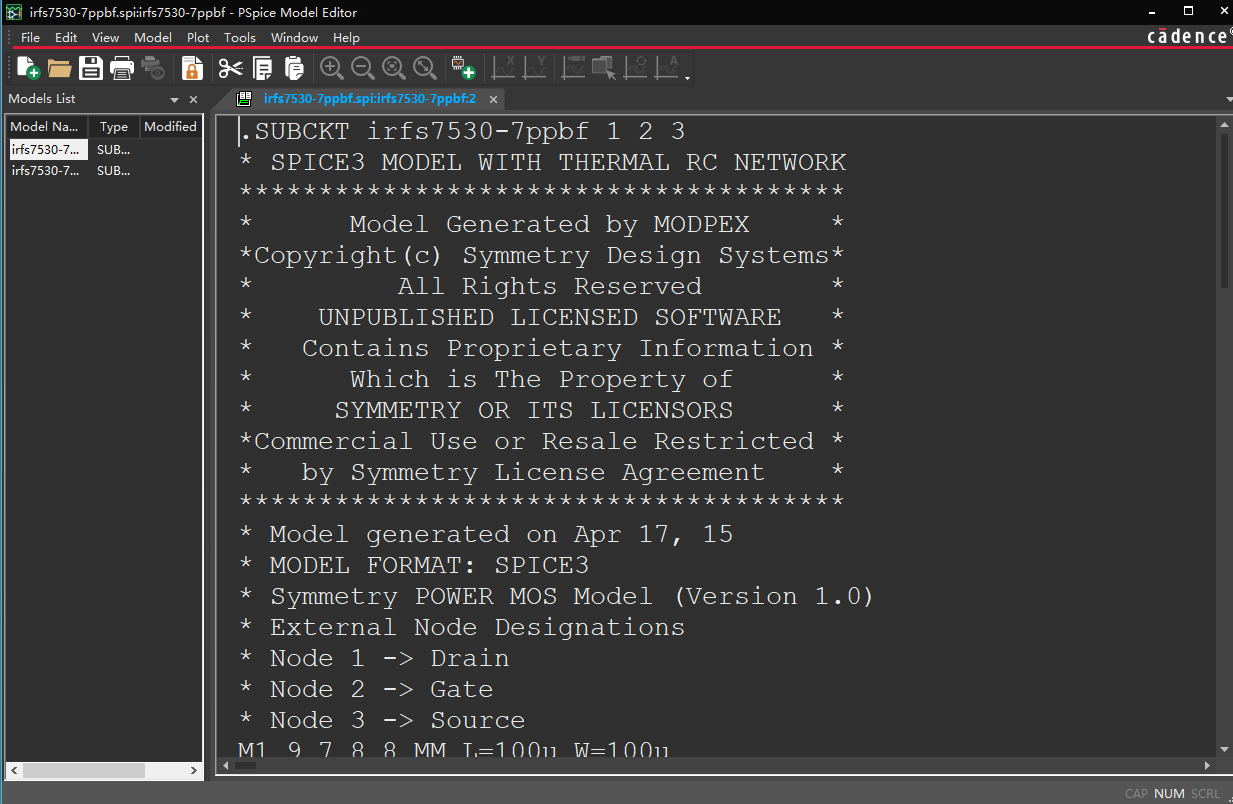 irfs7530-7ppbf.spi:irfs7530-7ppbf - PSpice Model Editor
File Edit View Model Plot Tools Window Help
cādence
Models List
irfs7530-7ppbf.spi:irfs7530-7ppbf:2
Model Na... Type Modified
irfs7530-7... SUB...
irfs7530-7... SUB...
.SUBCKT irfs7530-7ppbf 1 2 3
* SPICE3 MODEL WITH THERMAL RC NETWORK
**************************************
* Model Generated by MODPEX *
*Copyright(c) Symmetry Design Systems*
* All Rights Reserved *
* UNPUBLISHED LICENSED SOFTWARE *
* Contains Proprietary Information *
* Which is The Property of *
* SYMMETRY OR ITS LICENSORS *
*Commercial Use or Resale Restricted *
* by Symmetry License Agreement *
**************************************
* Model generated on Apr 17, 15
* MODEL FORMAT: SPICE3
* Symmetry POWER MOS Model (Version 1.0)
* External Node Designations
* Node 1 -> Drain
* Node 2 -> Gate
* Node 3 -> Source
M1 9 7 8 8 MM L=100u W=100u
CAP NUM SCRL